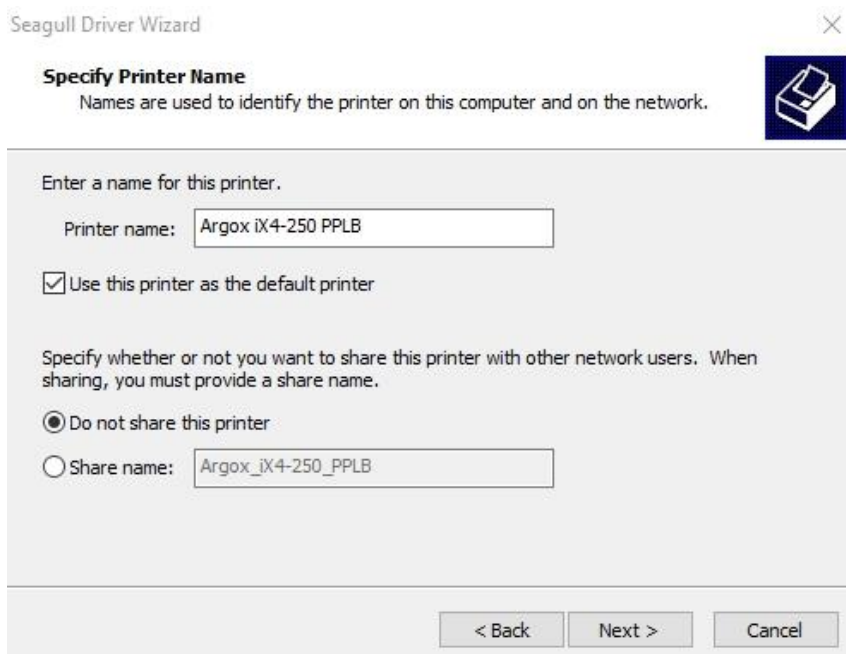 Seagull Driver Wizard
Specify Printer Name
Names are used to identify the printer on this computer and on the network.
Enter a name for this printer.
Printer name: Argox iX4-250 PPLB
Use this printer as the default printer
Specify whether or not you want to share this printer with other network users.  When
sharing, you must provide a share name.
Do not share this printer
Share name: Argox_iX4-250_PPLB
< Back Next > Cancel